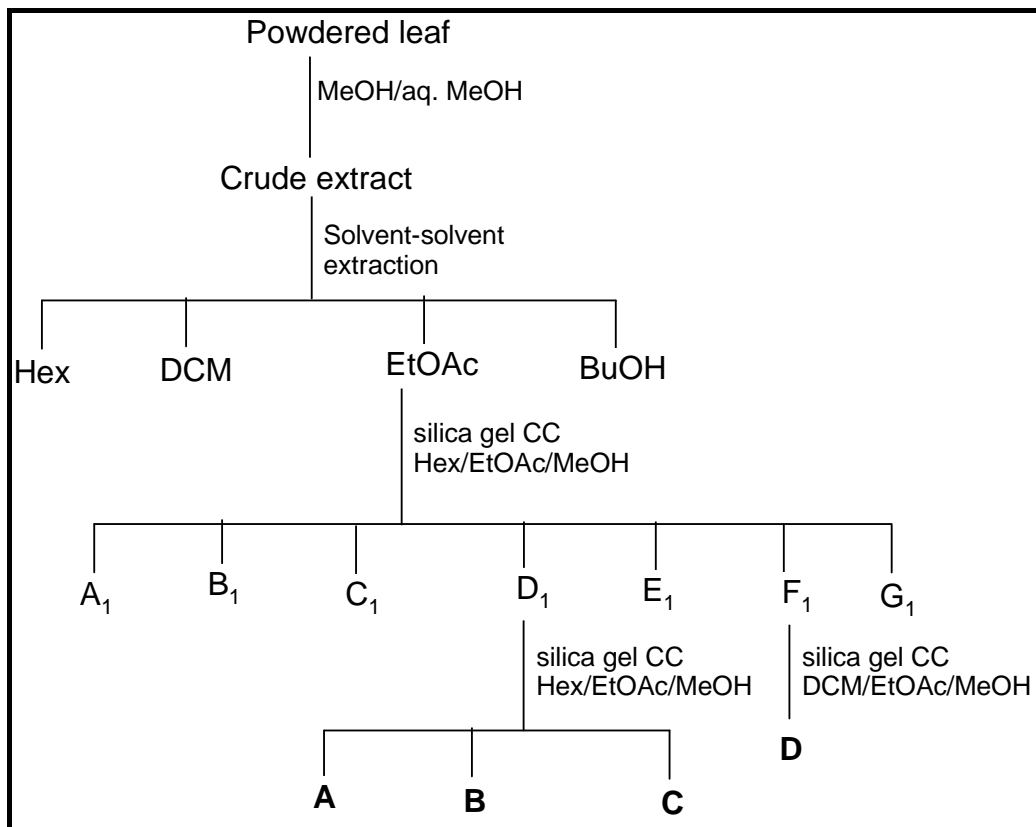 Powdered leaf
MeOH/aq. MeOH
Crude extract
Solvent-solvent
extraction
Hex
DCM
EtOAc
BuOH
silica gel CC
Hex/EtOAc/MeOH
A₁
B₁
C₁
D₁
E₁
F₁
G₁
silica gel CC
Hex/EtOAc/MeOH
silica gel CC
DCM/EtOAc/MeOH
A
B
C
D